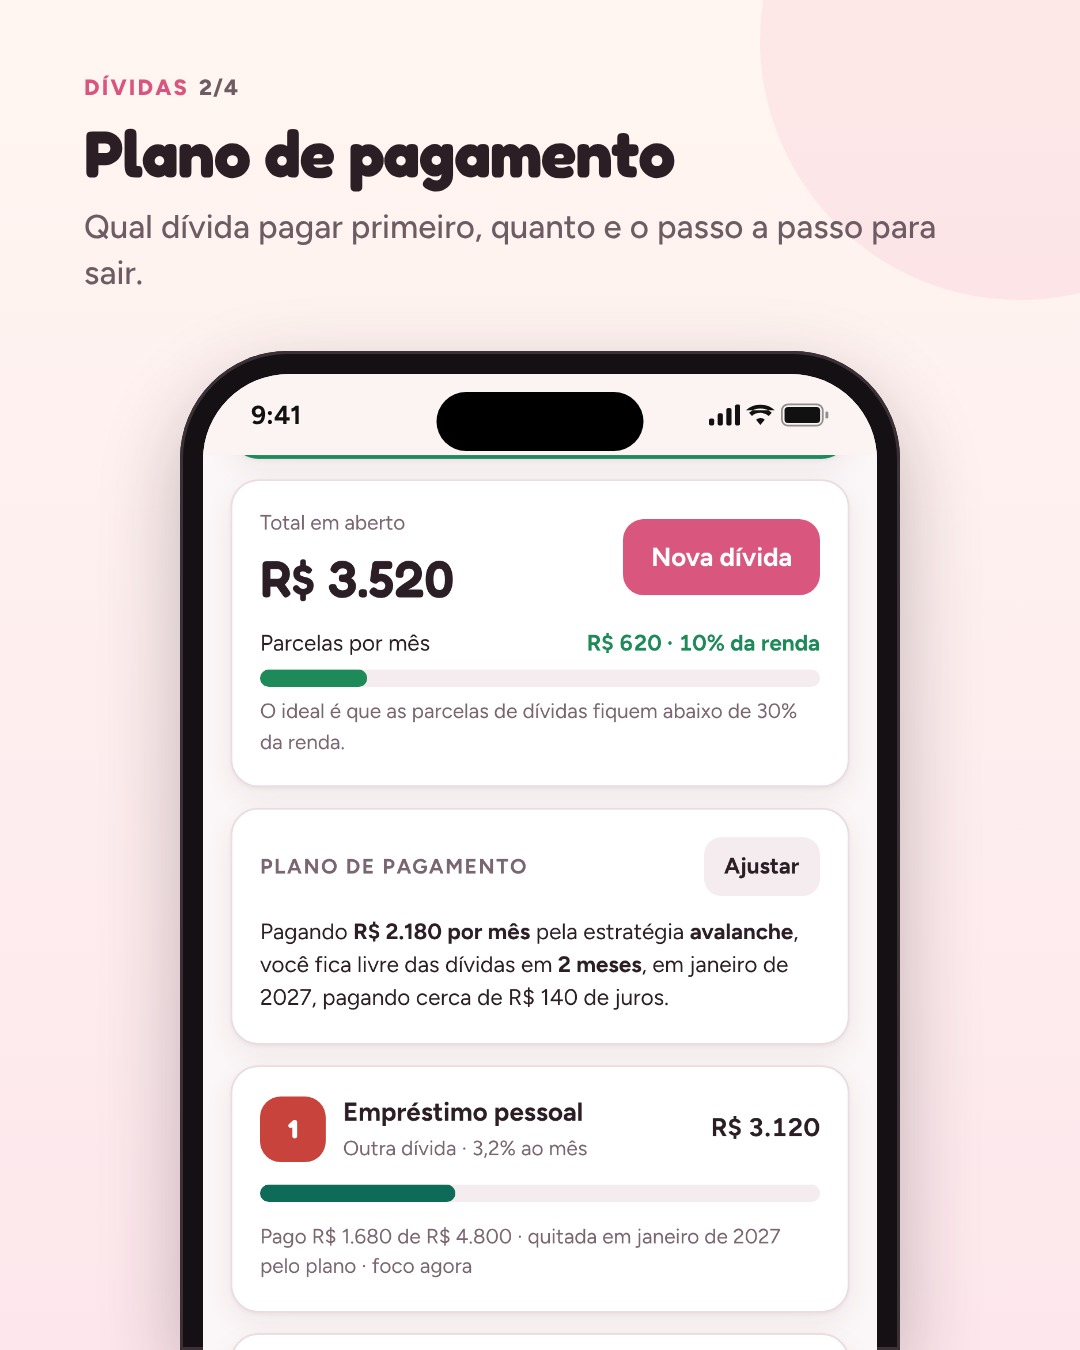 DÍVIDAS 2/4
Plano de pagamento
Qual dívida pagar primeiro, quanto e o passo a passo para
sair.
9:41
Total em aberto
R$ 3.520
Nova dívida
Parcelas por mês
R$ 620 · 10% da renda
O ideal é que as parcelas de dívidas fiquem abaixo de 30%
da renda.
PLANO DE PAGAMENTO
Ajustar
Pagando R$ 2.180 por mês pela estratégia avalanche,
você fica livre das dívidas em 2 meses, em janeiro de
2027, pagando cerca de R$ 140 de juros.
1
Empréstimo pessoal
Outra dívida · 3,2% ao mês
R$ 3.120
Pago R$ 1.680 de R$ 4.800 · quitada em janeiro de 2027
pelo plano · foco agora